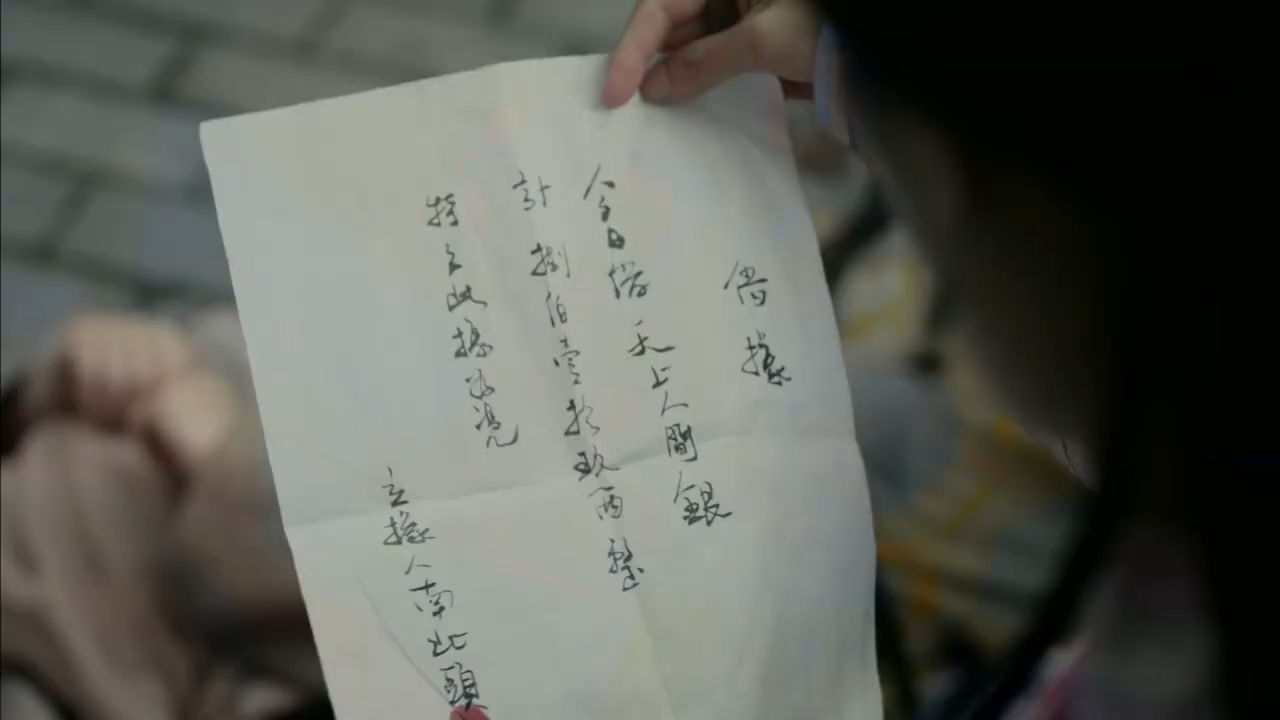 借據
今日借天上人間銀
計捌佰壹拾玖兩整
特立此據為憑
立據人南北頭